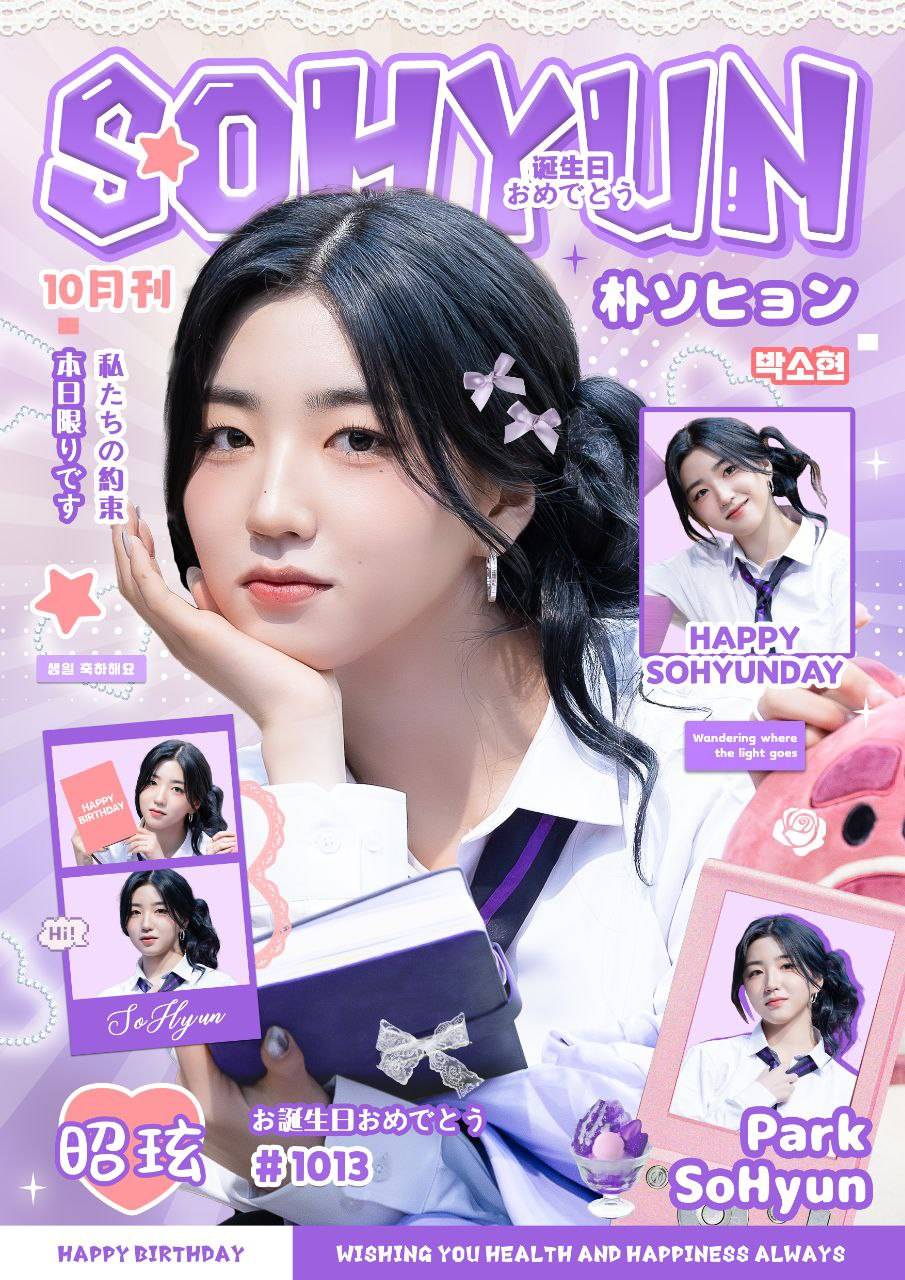 SOHYUN
诞生日
おめでとう
10月刊
朴ソヒョン
박소현
私たちの約束
本日限りです
HAPPY
SOHYUNDAY
생일 축하해요
Wandering where
the light goes
HAPPY
BIRTHDAY
Hi!
SoHyun
昭玹
お誕生日おめでとう
#1013
Park
SoHyun
HAPPY BIRTHDAY
WISHING YOU HEALTH AND HAPPINESS ALWAYS